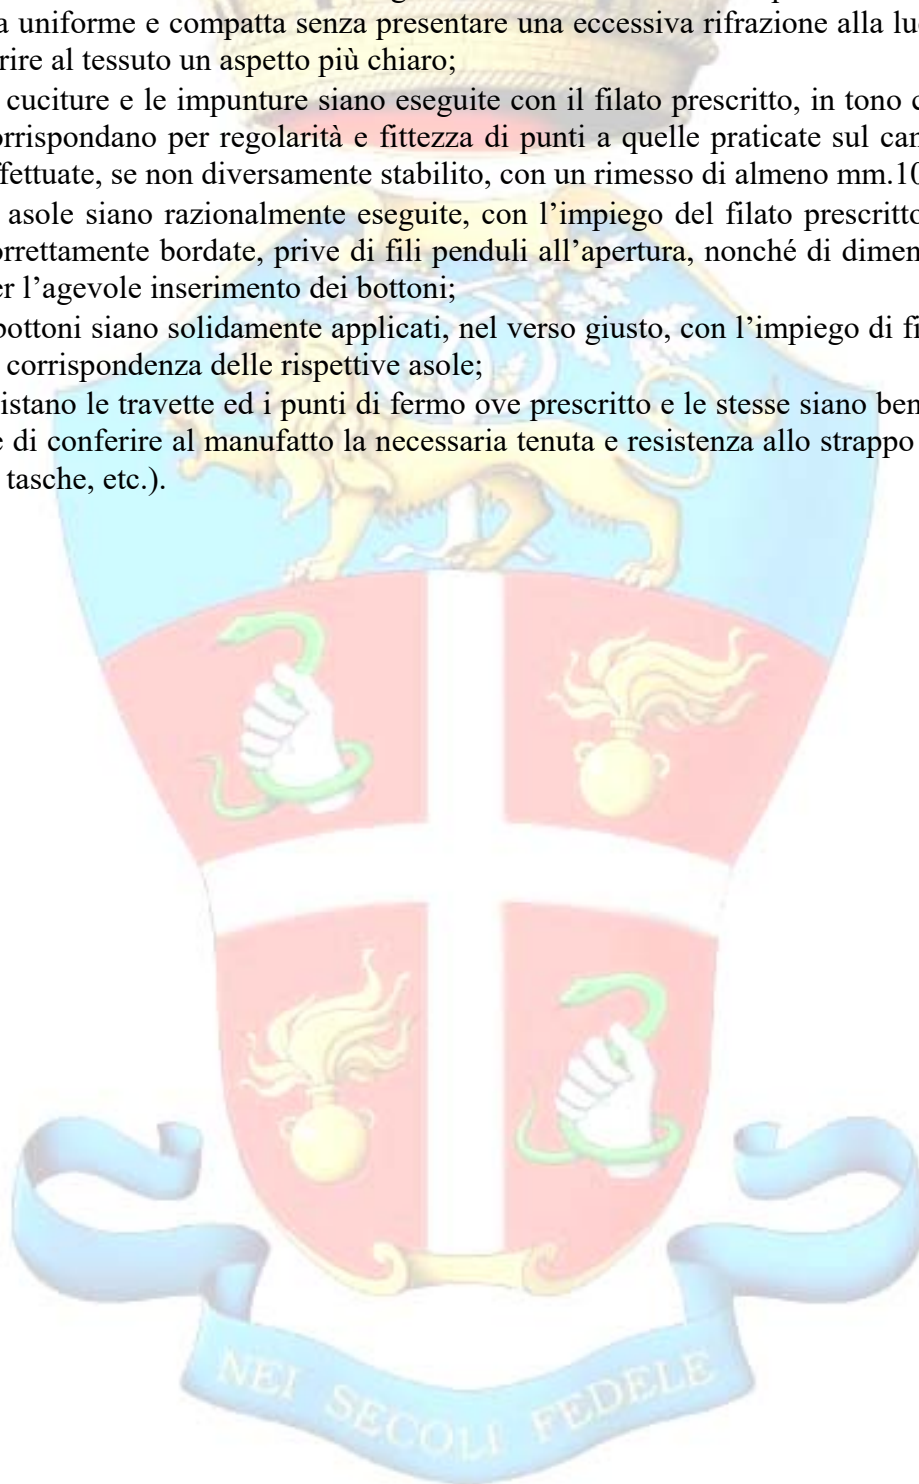 a uniforme e compatta senza presentare una eccessiva rifrazione alla lu
rire al tessuto un aspetto più chiaro;
cuciture e le impunture siano eseguite con il filato prescritto, in tono
orrispondano per regolarità e fittezza di punti a quelle praticate sul can
ffettuate, se non diversamente stabilito, con un rimesso di almeno mm.10
asole siano razionalmente eseguite, con l’impiego del filato prescritto
orrettamente bordate, prive di fili penduli all’apertura, nonché di dimen
er l’agevole inserimento dei bottoni;
bottoni siano solidamente applicati, nel verso giusto, con l’impiego di fi
corrispondenza delle rispettive asole;
istano le travette ed i punti di fermo ove prescritto e le stesse siano ben
e di conferire al manufatto la necessaria tenuta e resistenza allo strappo
tasche, etc.).
NEI SECOLI FEDELE